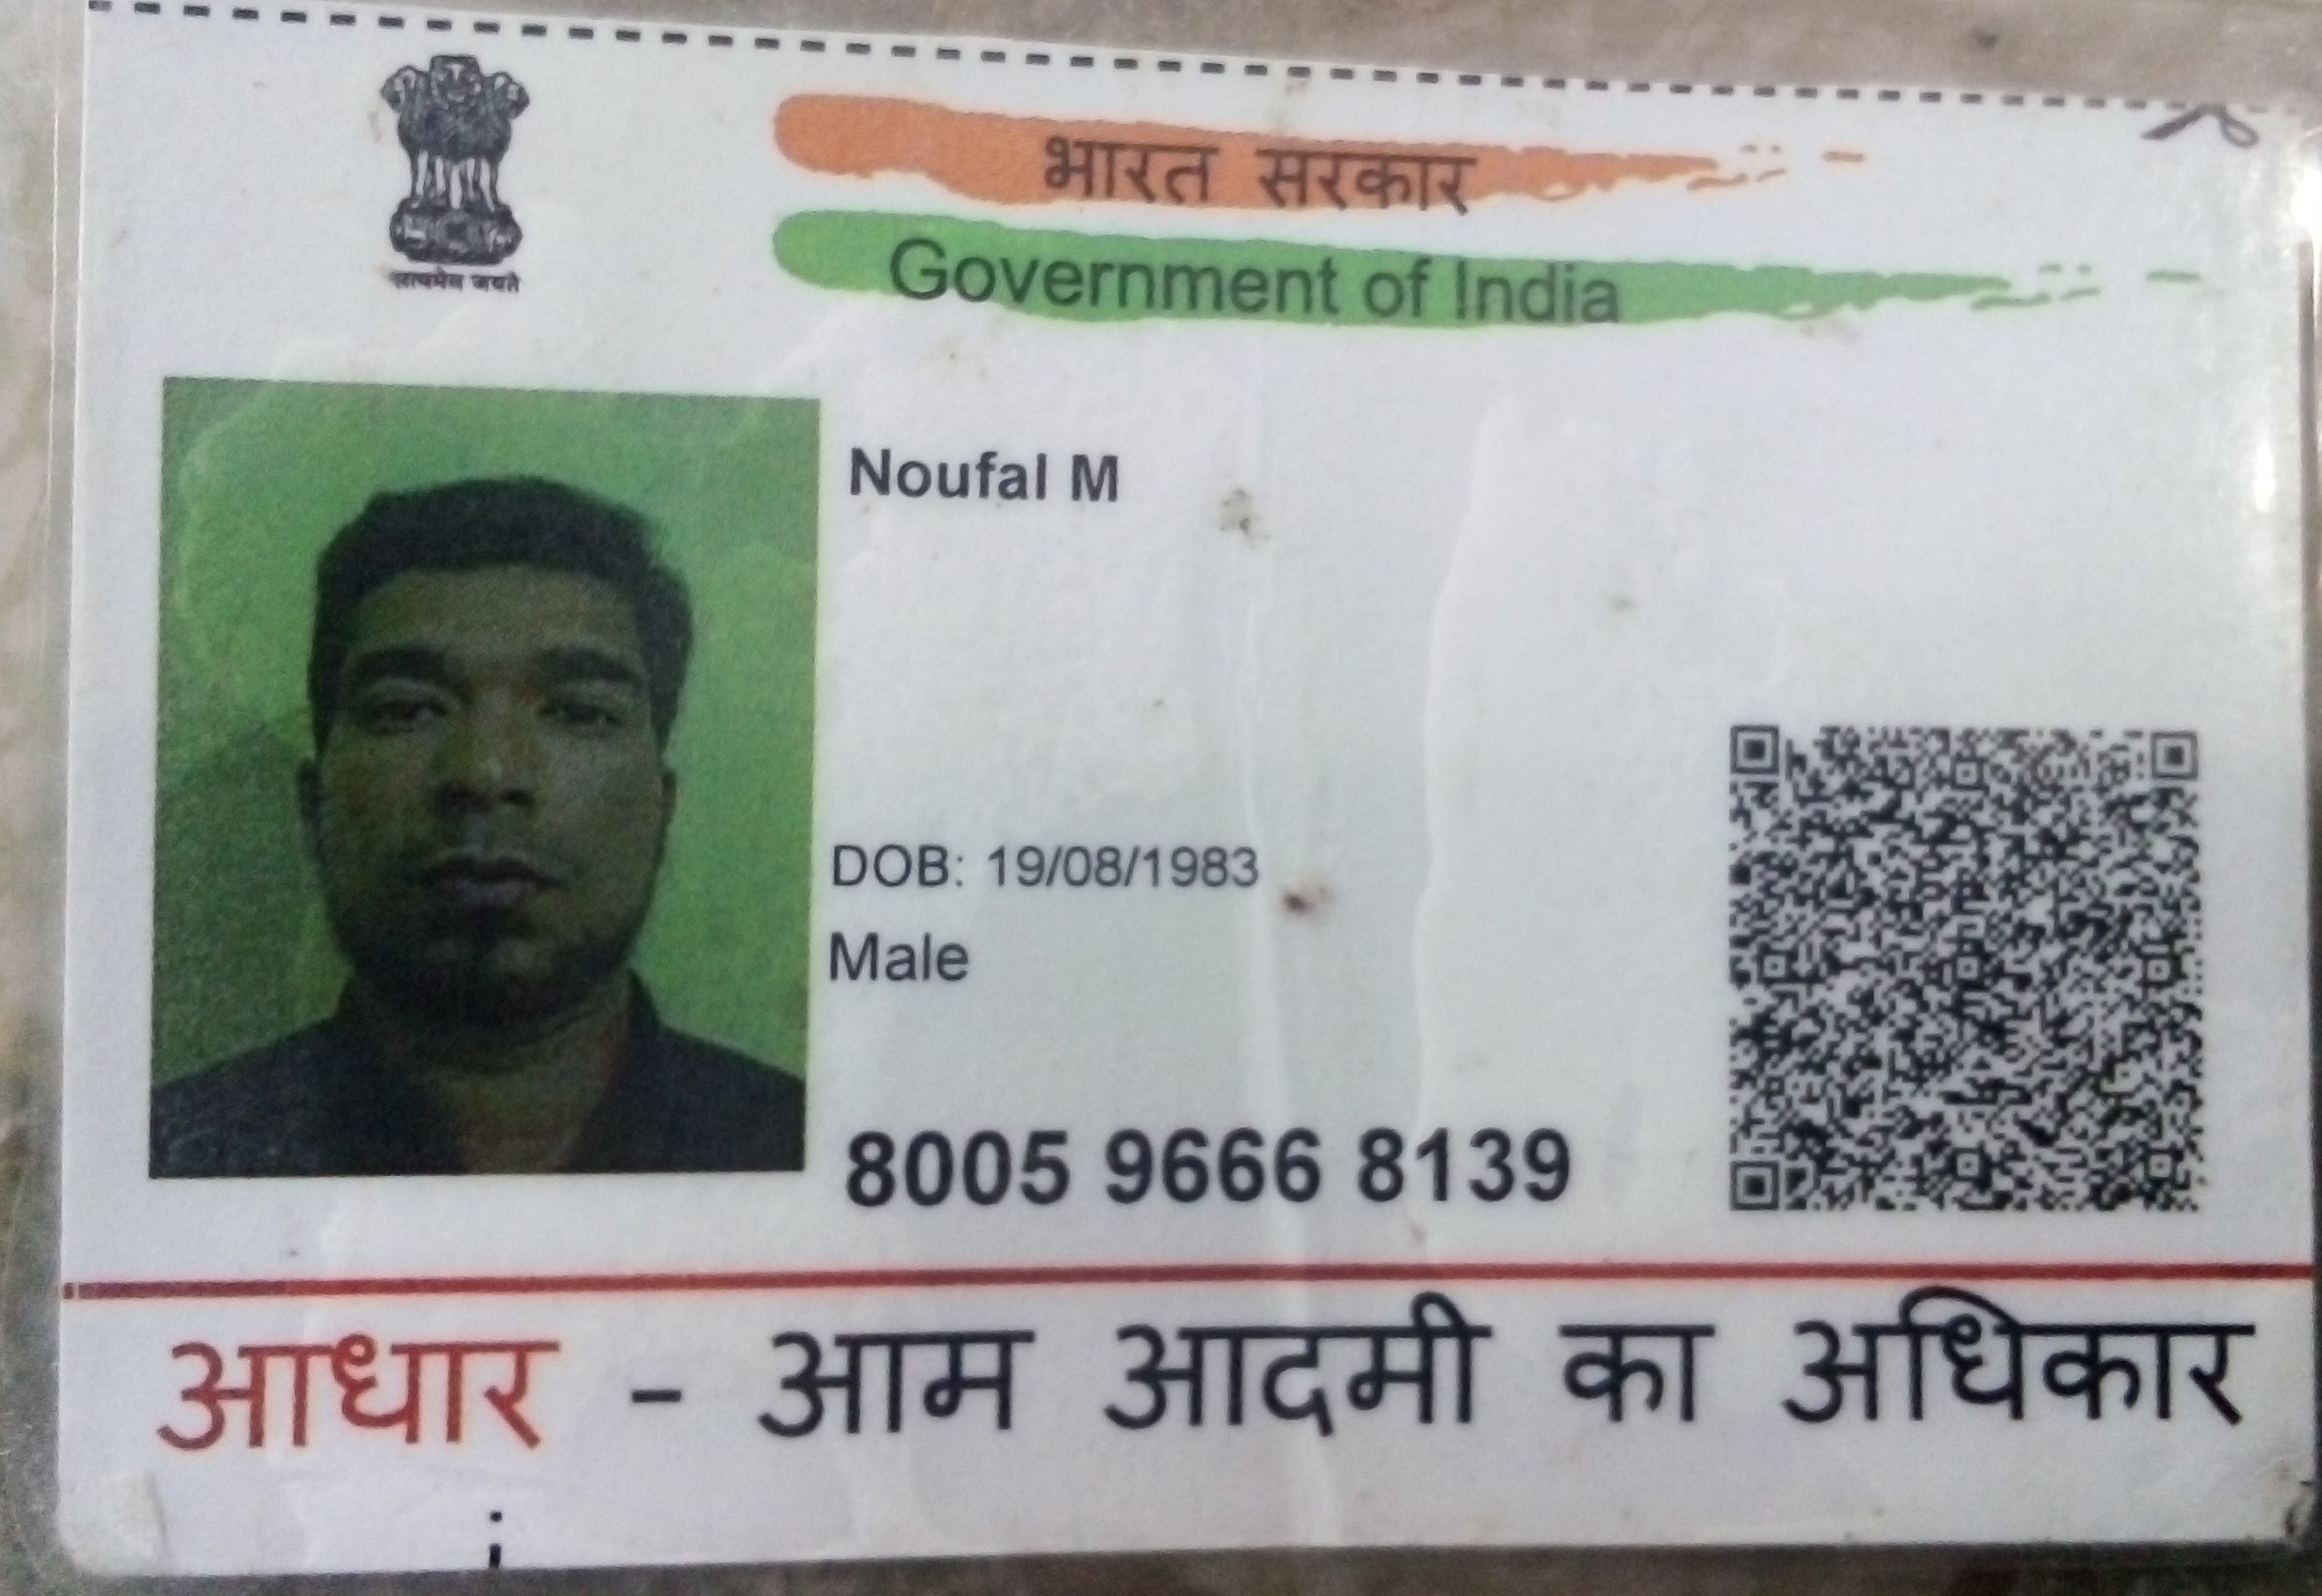 सत्यमेव जयते
भारत सरकार
Government of India
Noufal M
DOB: 19/08/1983
Male
8005 9666 8139
आधार - आम आदमी का अधिकार